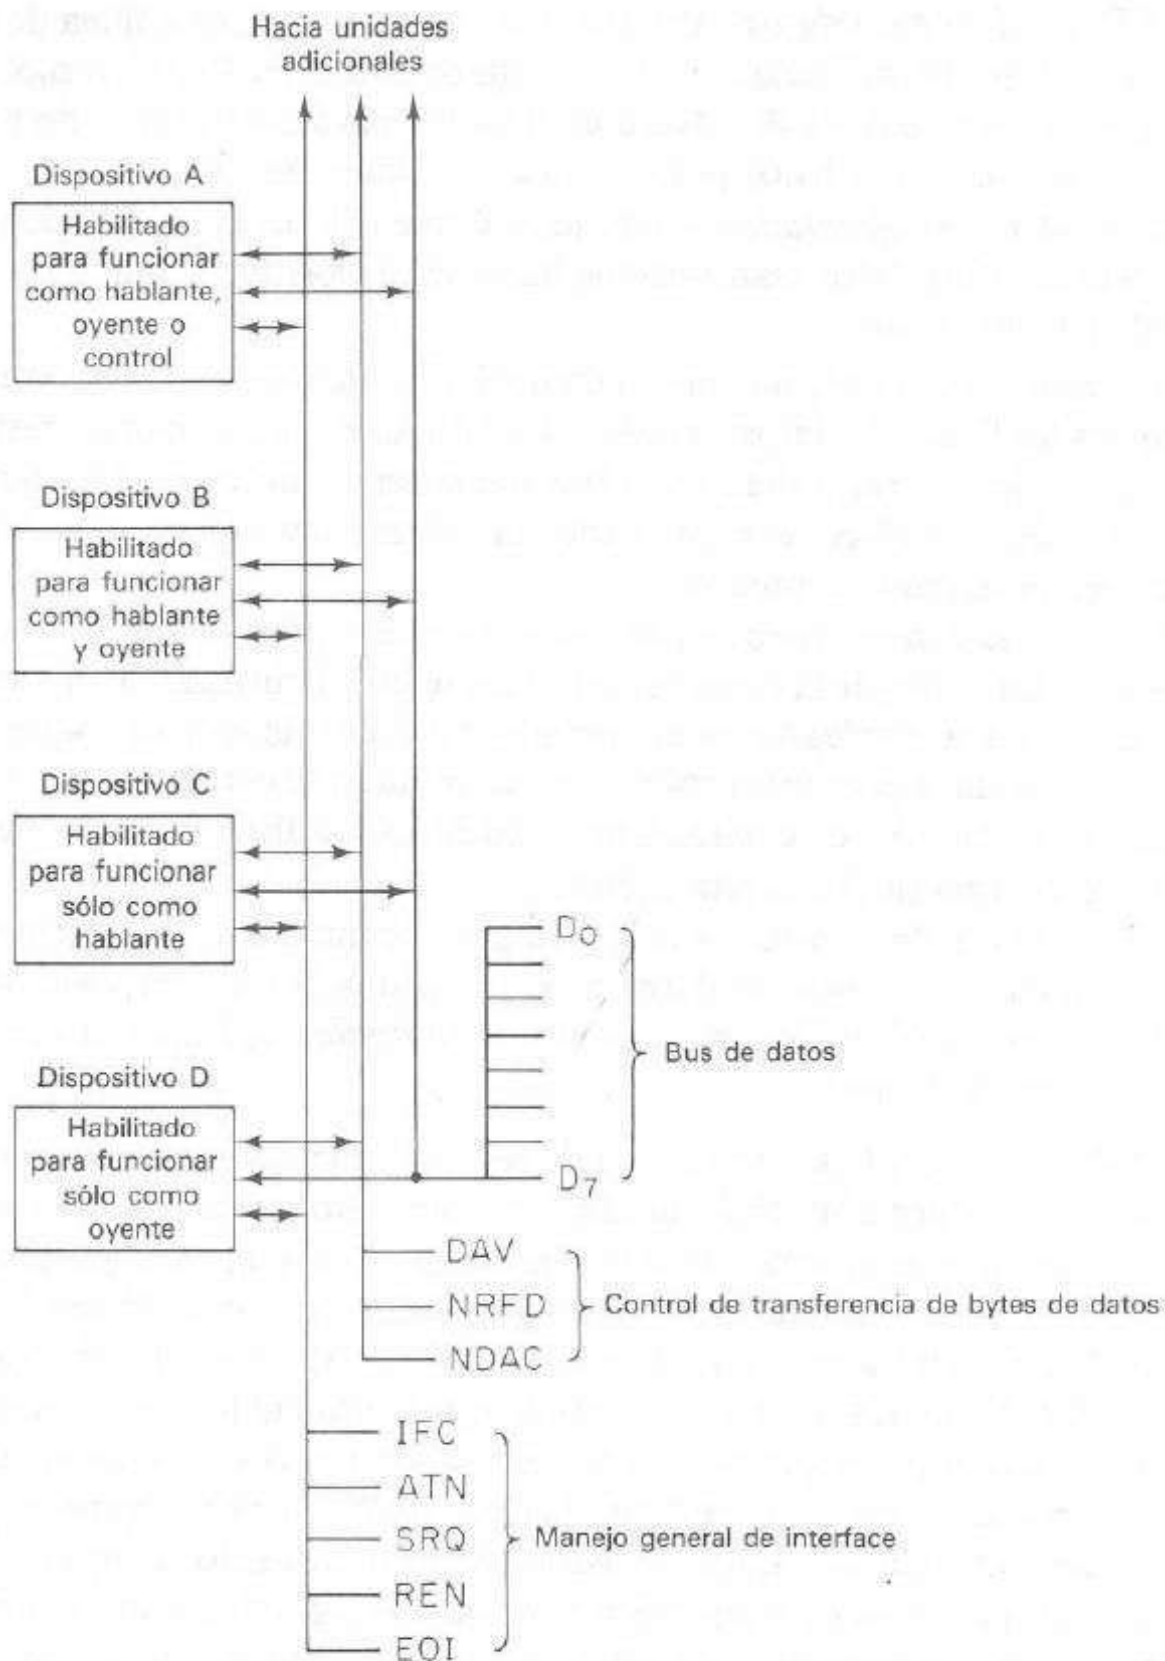 Hacia unidades
adicionales
Dispositivo A
Habilitado
para funcionar
como hablante,
oyente o
control
Dispositivo B
Habilitado
para funcionar
como hablante
y oyente
Dispositivo C
Habilitado
para funcionar
sólo como
hablante
D0
Bus de datos
D7
Dispositivo D
Habilitado
para funcionar
sólo como
oyente
DAV
NRFD
NDAC
Control de transferencia de bytes de datos
IFC
ATN
SRQ
REN
EOI
Manejo general de interface